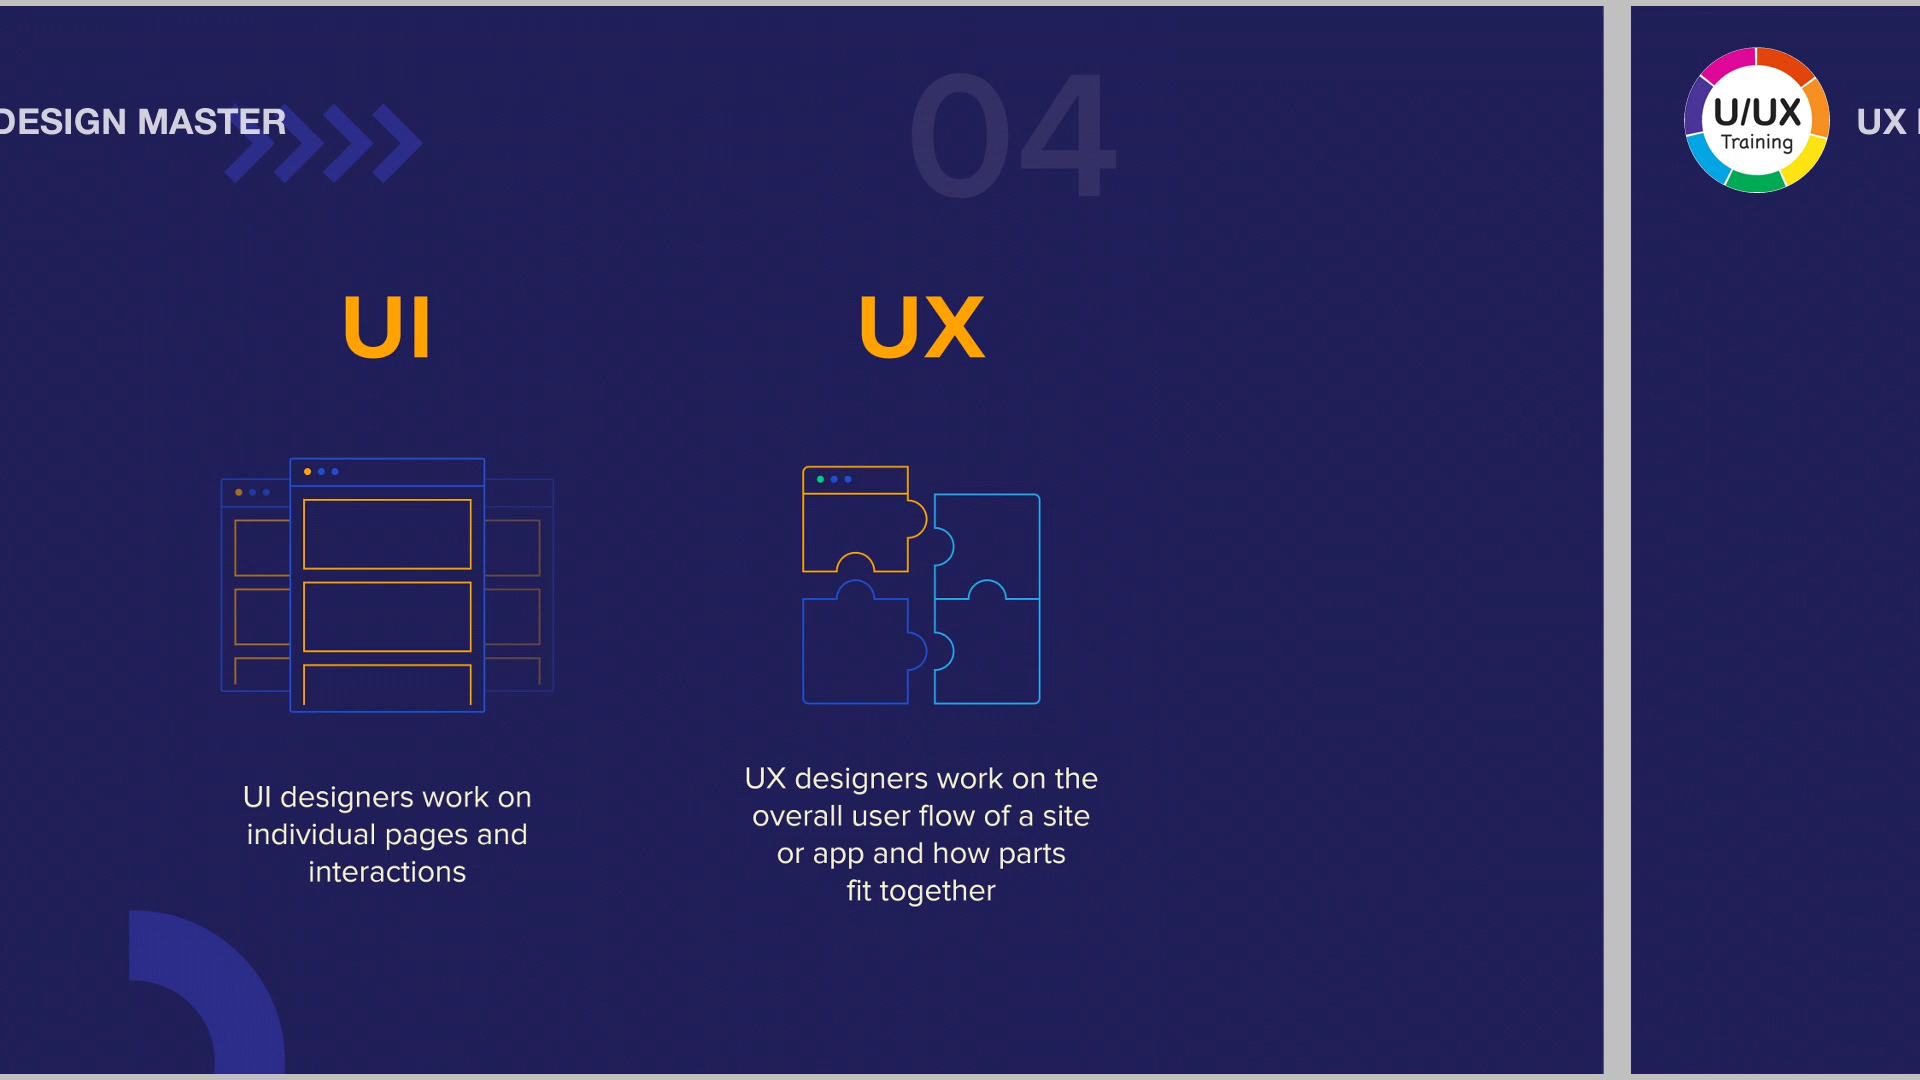 DESIGN MASTER
04
UI
UX
UI designers work on
individual pages and
interactions
UX designers work on the
overall user flow of a site
or app and how parts
fit together
U/UX
Training
UX